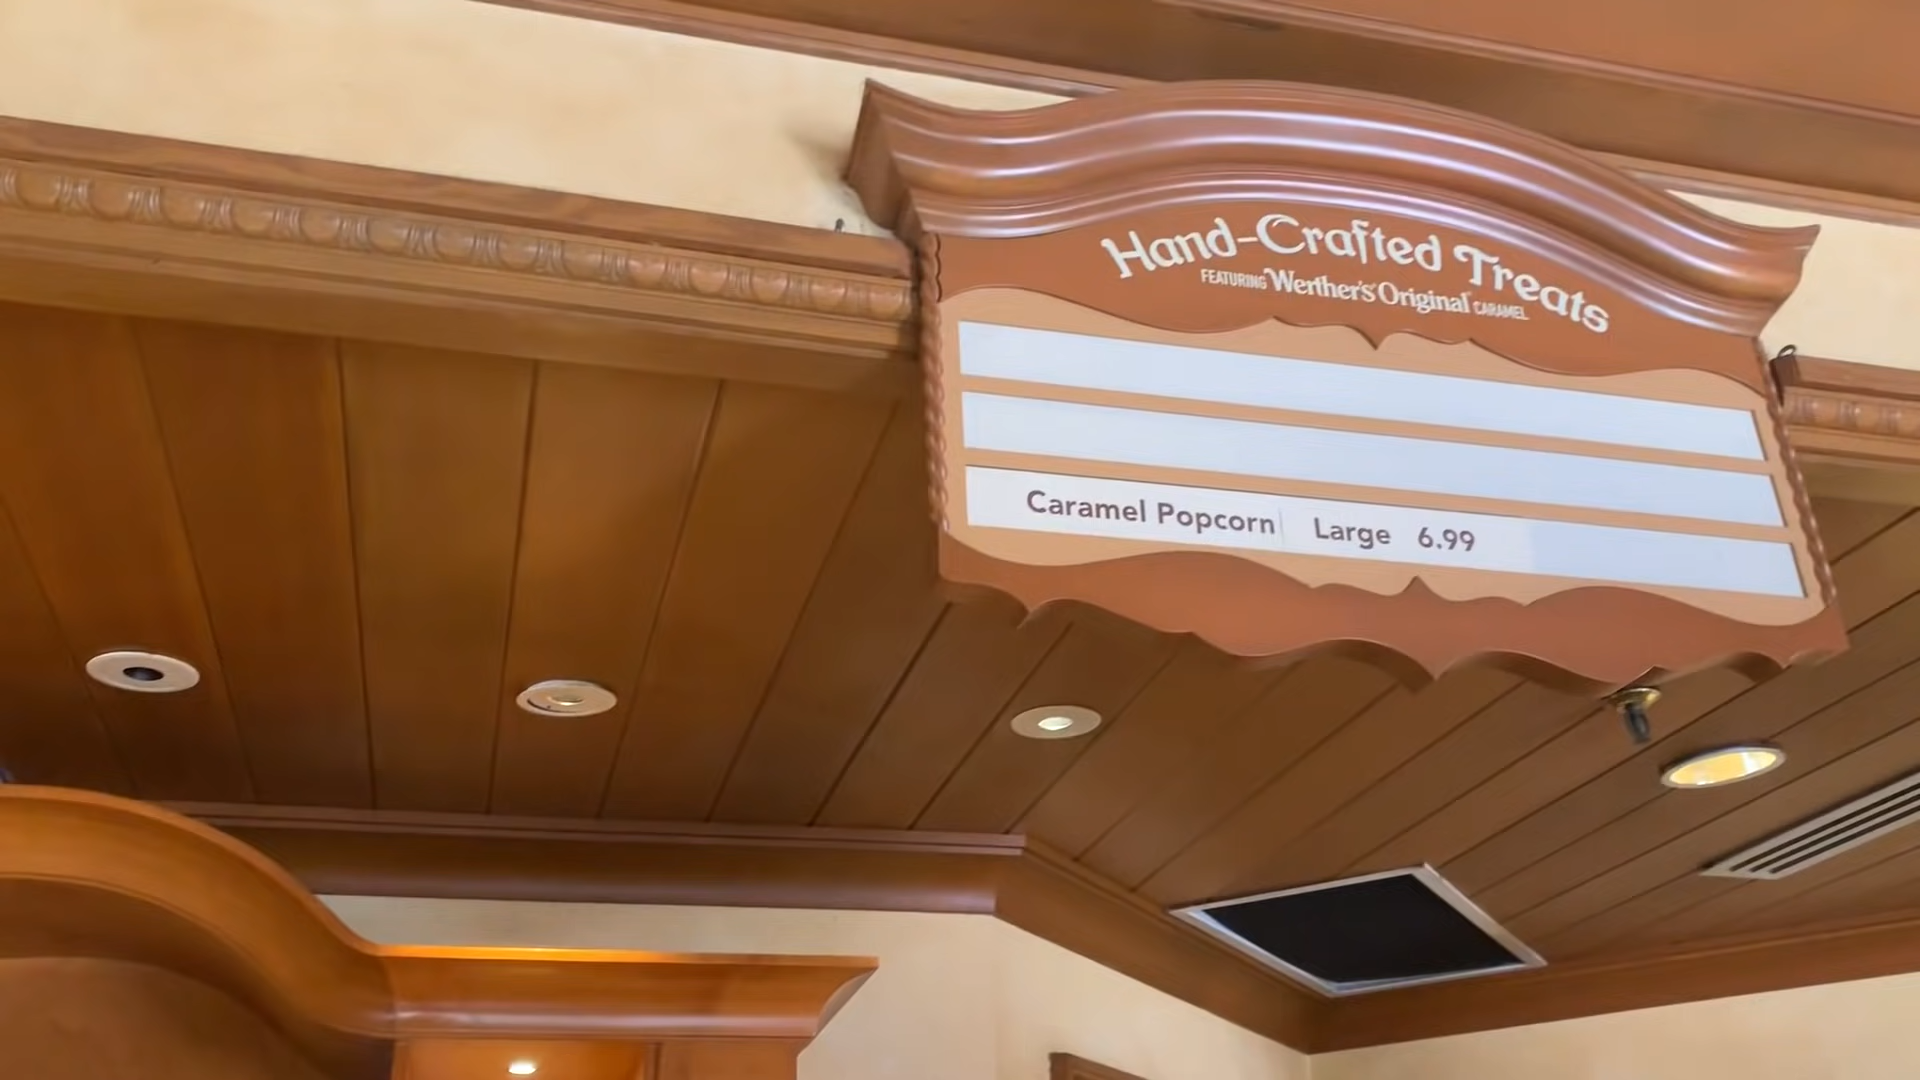 Hand-Crafted Treats
FEATURING Werther's Original CARAMEL
Caramel Popcorn Large 6.99